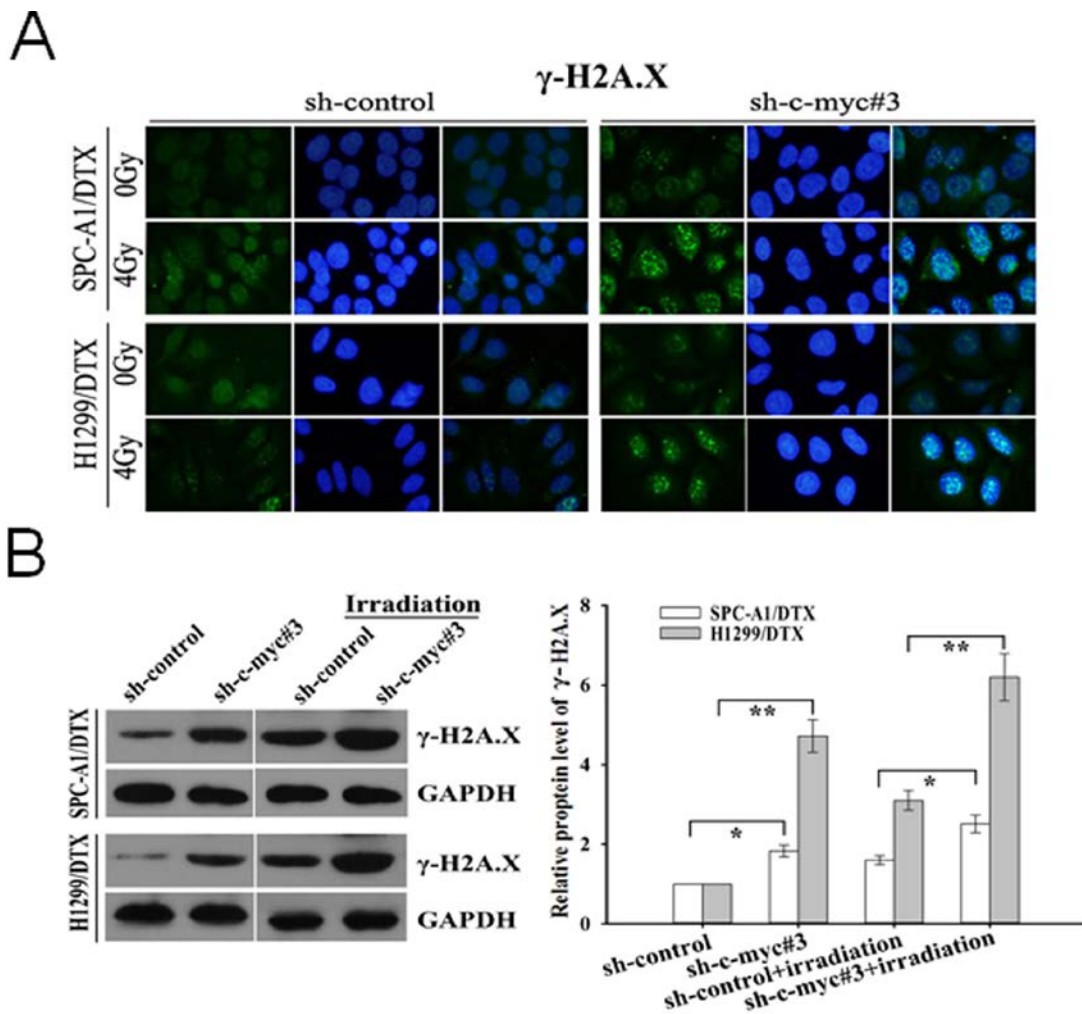 A
γ-H2A.X
sh-control
sh-c-myc#3
SPC-A1/DTX
0Gy
4Gy
H1299/DTX
0Gy
4Gy
B
Irradiation
sh-control
sh-c-myc#3
sh-control
sh-c-myc#3
SPC-A1/DTX
γ-H2A.X
GAPDH
H1299/DTX
γ-H2A.X
GAPDH
Relative proptein level of γ-H2A.X
8
6
4
2
0
SPC-A1/DTX
H1299/DTX
*
**
*
**
sh-control
sh-c-myc#3
sh-control+irradiation
sh-c-myc#3+irradiation